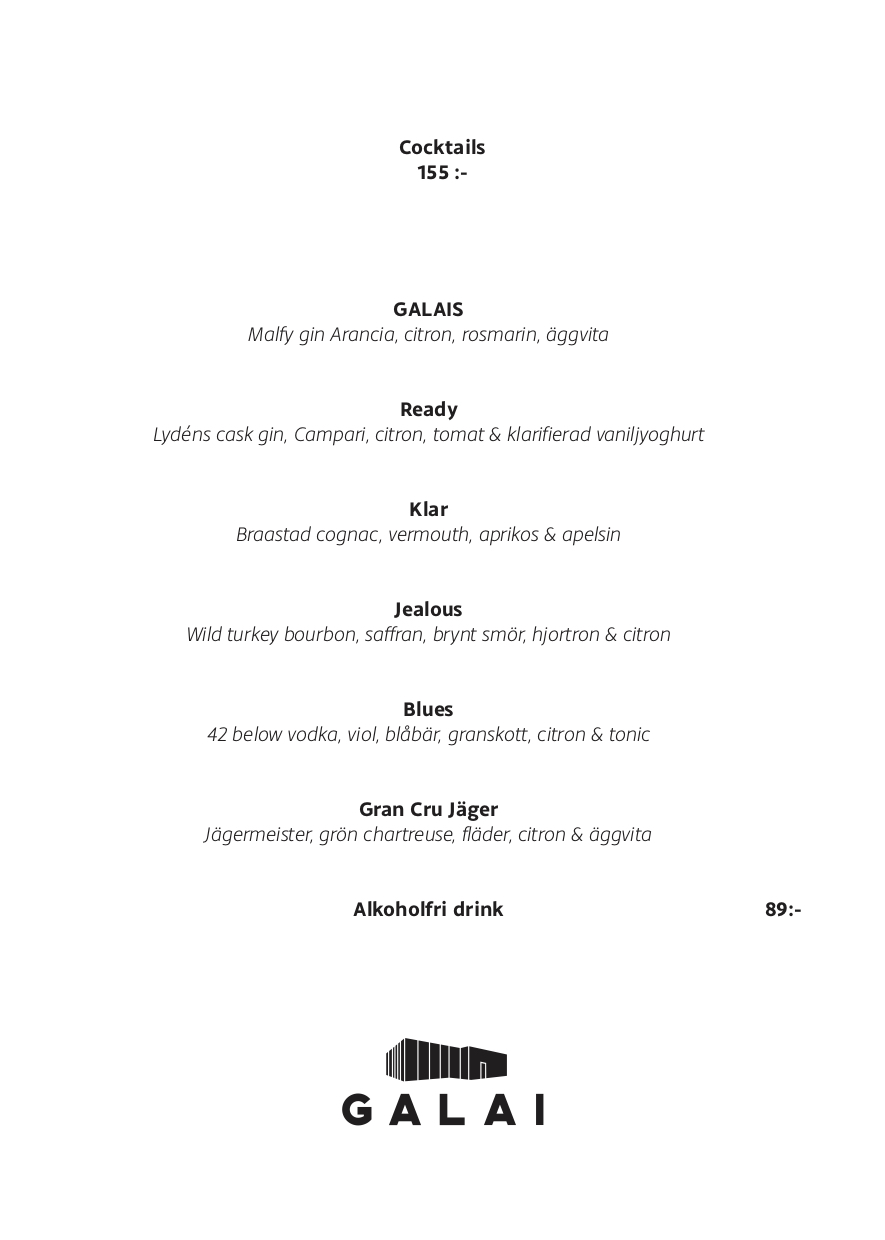 Cocktails
155 :-
GALAIS
Malfy gin Arancia, citron, rosmarin, äggvita
Ready
Lydéns cask gin, Campari, citron, tomat & klarifierad vaniljyoghurt
Klar
Braastad cognac, vermouth, aprikos & apelsin
Jealous
Wild turkey bourbon, saffran, brynt smör, hjortron & citron
Blues
42 below vodka, viol, blåbär, granskott, citron & tonic
Gran Cru Jäger
Jägermeister, grön chartreuse, fläder, citron & äggvita
Alkoholfri drink 89:-
GALAI